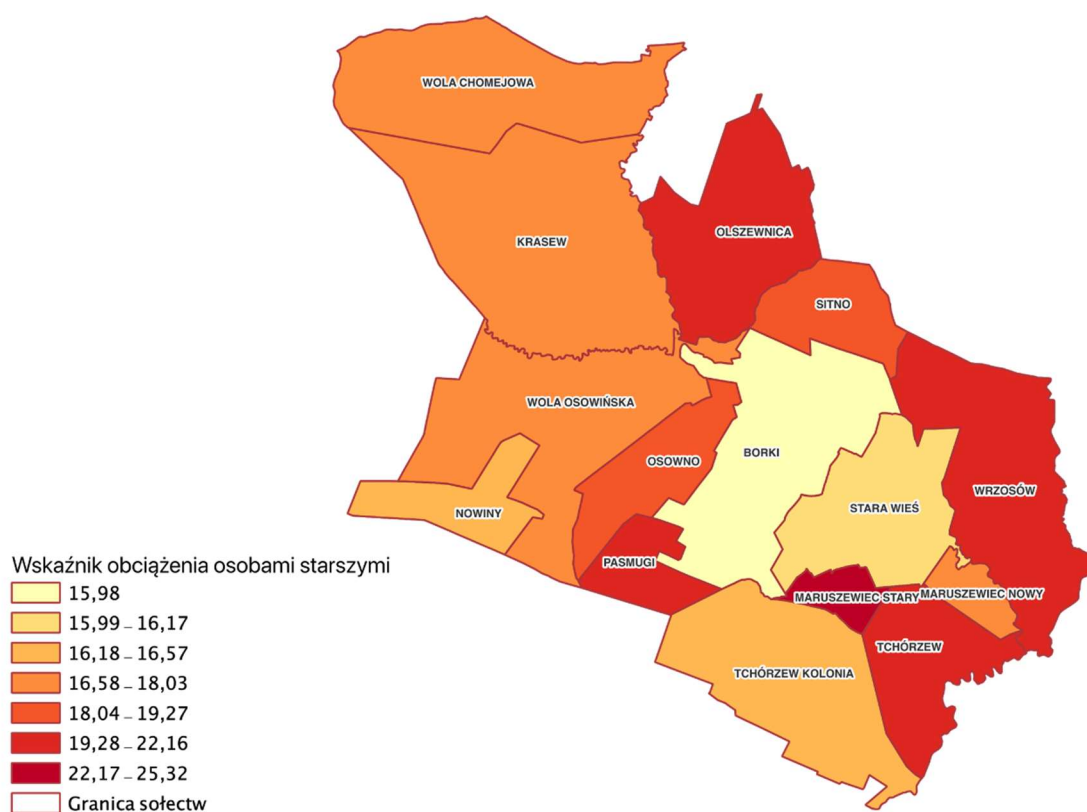 WOLA CHOMEJOWA
OLSZEWNICA
KRASEW
SITNO
WOLA OSOWIŃSKA
BORKI
OSOWNO
WRZOSÓW
STARA WIEŚ
NOWINY
PASMUGI
MARUSZEWIEC STARY
MARUSZEWIEC NOWY
TCHÓRZEW
TCHÓRZEW KOLONIA
Wskaźnik obciążenia osobami starszymi
15,98
15,99 – 16,17
16,18 – 16,57
16,58 – 18,03
18,04 – 19,27
19,28 – 22,16
22,17 – 25,32
Granica sołectw